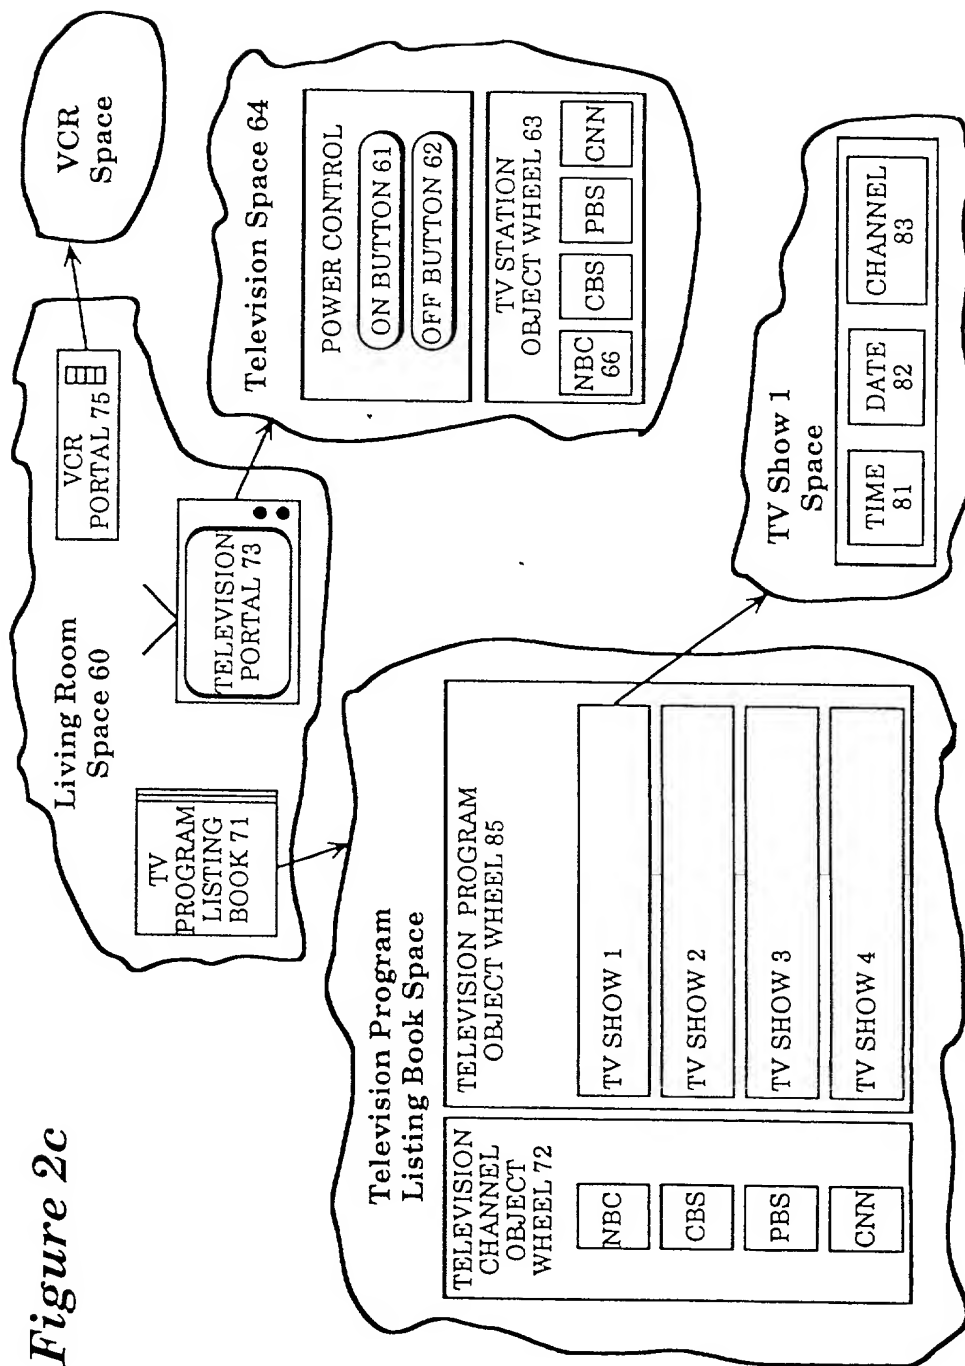 Figure 2c
Living Room
Space 60
TV
PROGRAM
LISTING
BOOK 71
TELEVISION
PORTAL 73
VCR
PORTAL 75
VCR
Space
Television Space 64
POWER CONTROL
ON BUTTON 61
OFF BUTTON 62
TV STATION
OBJECT WHEEL 63
NBC
66
CBS
PBS
CNN
Television Program
Listing Book Space
TELEVISION
CHANNEL
OBJECT
WHEEL 72
NBC
CBS
PBS
CNN
TELEVISION PROGRAM
OBJECT WHEEL 85
TV SHOW 1
TV SHOW 2
TV SHOW 3
TV SHOW 4
TV Show 1
Space
TIME
81
DATE
82
CHANNEL
83